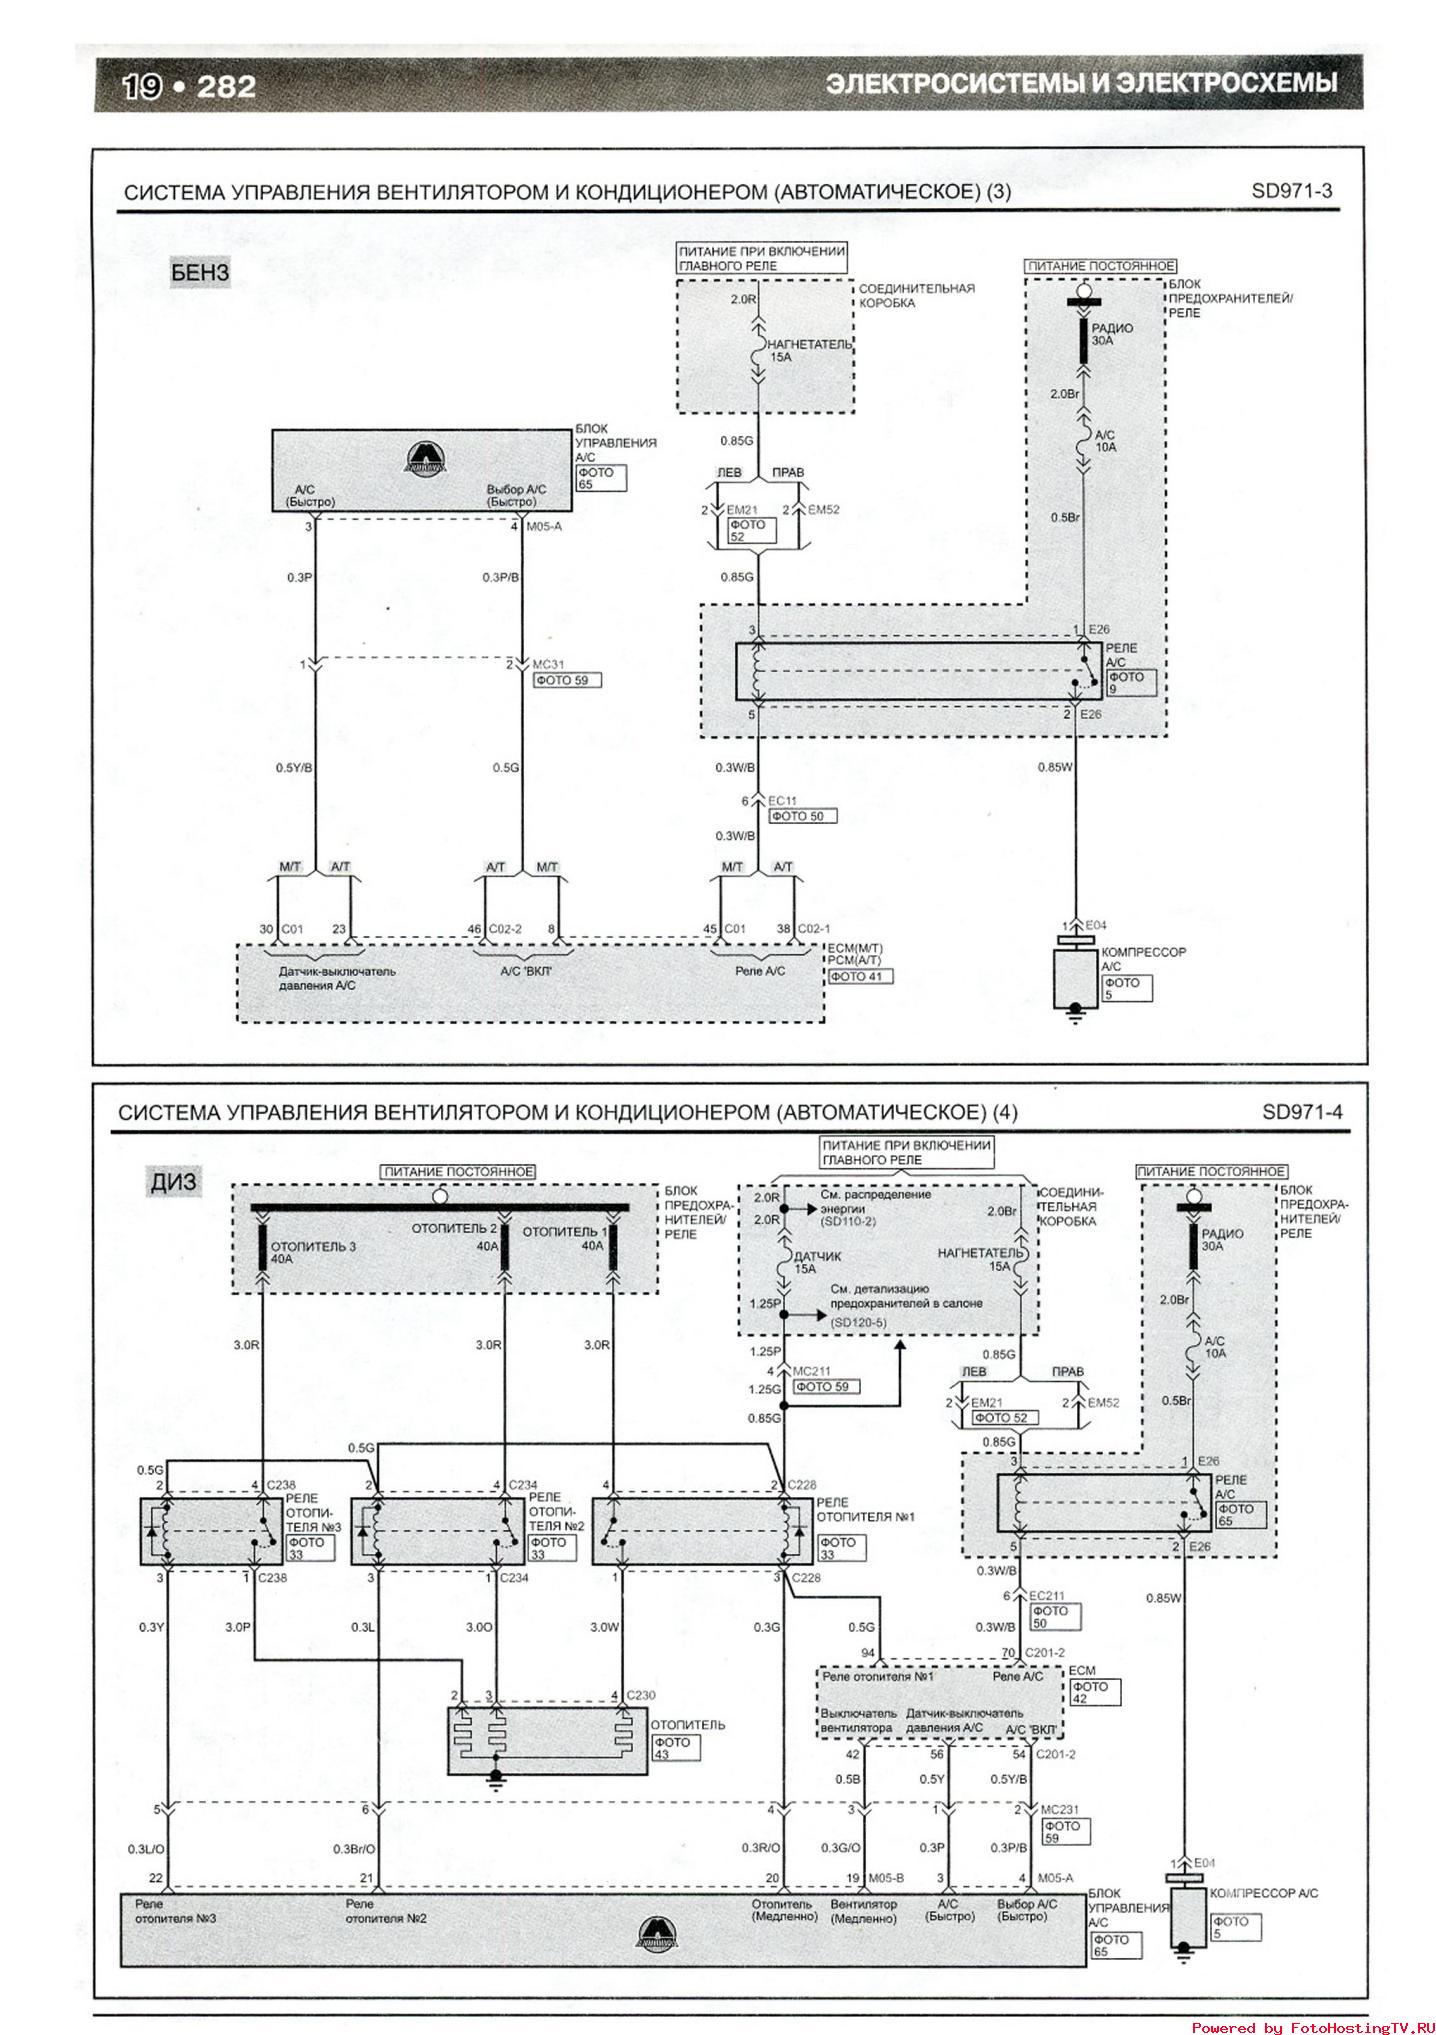 19 • 282
ЭЛЕКТРОСИСТЕМЫ И ЭЛЕКТРОСХЕМЫ
СИСТЕМА УПРАВЛЕНИЯ ВЕНТИЛЯТОРОМ И КОНДИЦИОНЕРОМ (АВТОМАТИЧЕСКОЕ) (3)
SD971-3
БЕНЗ
ПИТАНИЕ ПРИ ВКЛЮЧЕНИИ
ГЛАВНОГО РЕЛЕ
ПИТАНИЕ ПОСТОЯННОЕ
2.0R
СОЕДИНИТЕЛЬНАЯ
КОРОБКА
БЛОК
ПРЕДОХРАНИТЕЛЕЙ/
РЕЛЕ
НАГНЕТАТЕЛЬ
15A
РАДИО
30A
2.0Br
A/C
10A
0.5Br
БЛОК
УПРАВЛЕНИЯ
A/C
ФОТО
65
A/C
(Быстро)
Выбор A/C
(Быстро)
3
4
M05-A
0.85G
ЛЕВ
ПРАВ
2
EM21
2
EM52
ФОТО
52
0.85G
0.3P
0.3P/B
3
1
E26
РЕЛЕ
A/C
ФОТО
9
1
2
MC31
ФОТО 59
5
2
E26
0.5Y/B
0.5G
0.3W/B
0.85W
6
EC11
ФОТО 50
0.3W/B
M/T
A/T
A/T
M/T
M/T
A/T
30
C01
23
46
C02-2
8
45
C01
38
C02-1
1
E04
Датчик-выключатель
давления A/C
A/C 'ВКЛ'
Реле A/C
ECM(M/T)
PCM(A/T)
ФОТО 41
КОМПРЕССОР
A/C
ФОТО
5
СИСТЕМА УПРАВЛЕНИЯ ВЕНТИЛЯТОРОМ И КОНДИЦИОНЕРОМ (АВТОМАТИЧЕСКОЕ) (4)
SD971-4
ДИЗ
ПИТАНИЕ ПОСТОЯННОЕ
ПИТАНИЕ ПРИ ВКЛЮЧЕНИИ
ГЛАВНОГО РЕЛЕ
ПИТАНИЕ ПОСТОЯННОЕ
БЛОК
ПРЕДОХРА-
НИТЕЛЕЙ/
РЕЛЕ
ОТОПИТЕЛЬ 3
40A
ОТОПИТЕЛЬ 2
40A
ОТОПИТЕЛЬ 1
40A
2.0R
2.0R
См. распределение
энергии
(SD110-2)
2.0Br
СОЕДИНИ-
ТЕЛЬНАЯ
КОРОБКА
ДАТЧИК
15A
НАГНЕТАТЕЛЬ
15A
1.25P
См. детализацию
предохранителей в салоне
(SD120-5)
БЛОК
ПРЕДОХРА-
НИТЕЛЕЙ/
РЕЛЕ
РАДИО
30A
2.0Br
A/C
10A
0.5Br
3.0R
3.0R
3.0R
1.25P
4
MC211
ФОТО 59
1.25G
0.85G
0.85G
ЛЕВ
ПРАВ
2
EM21
2
EM52
ФОТО 52
0.85G
0.5G
0.5G
2
4
C238
2
4
C234
4
2
C228
3
1
E26
РЕЛЕ
ОТОПИ-
ТЕЛЯ №3
ФОТО
33
РЕЛЕ
ОТОПИ-
ТЕЛЯ №2
ФОТО
33
РЕЛЕ
ОТОПИТЕЛЯ №1
ФОТО
33
РЕЛЕ
A/C
ФОТО
65
3
1
C238
3
1
C234
1
3
C228
5
2
E26
0.3Y
3.0P
0.3L
3.0O
3.0W
0.3G
0.5G
0.3W/B
6
EC211
ФОТО
50
0.3W/B
0.85W
94
70
C201-2
Реле отопителя №1
Реле A/C
ECM
ФОТО
42
Выключатель
вентилятора
Датчик-выключатель
давления A/C
A/C 'ВКЛ'
2
3
4
C230
ОТОПИТЕЛЬ
ФОТО
43
42
56
54
C201-2
0.5B
0.5Y
0.5Y/B
5
6
4
3
1
2
MC231
ФОТО
59
0.3L/O
0.3Br/O
0.3R/O
0.3G/O
0.3P
0.3P/B
22
21
20
19
M05-B
3
4
M05-A
1
E04
Реле
отопителя №3
Реле
отопителя №2
Отопитель
(Медленно)
Вентилятор
(Медленно)
A/C
(Быстро)
Выбор A/C
(Быстро)
БЛОК
УПРАВЛЕНИЯ
A/C
ФОТО
65
КОМПРЕССОР A/C
ФОТО
5
Powered by FotoHostingTV.RU